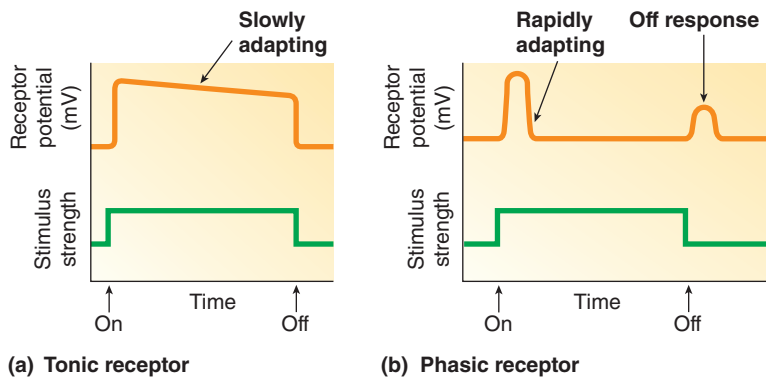 Slowly
adapting
Receptor
potential
(mV)
Stimulus
strength
Time
On
Off
(a) Tonic receptor
Rapidly
adapting
Off response
Receptor
potential
(mV)
Stimulus
strength
Time
On
Off
(b) Phasic receptor